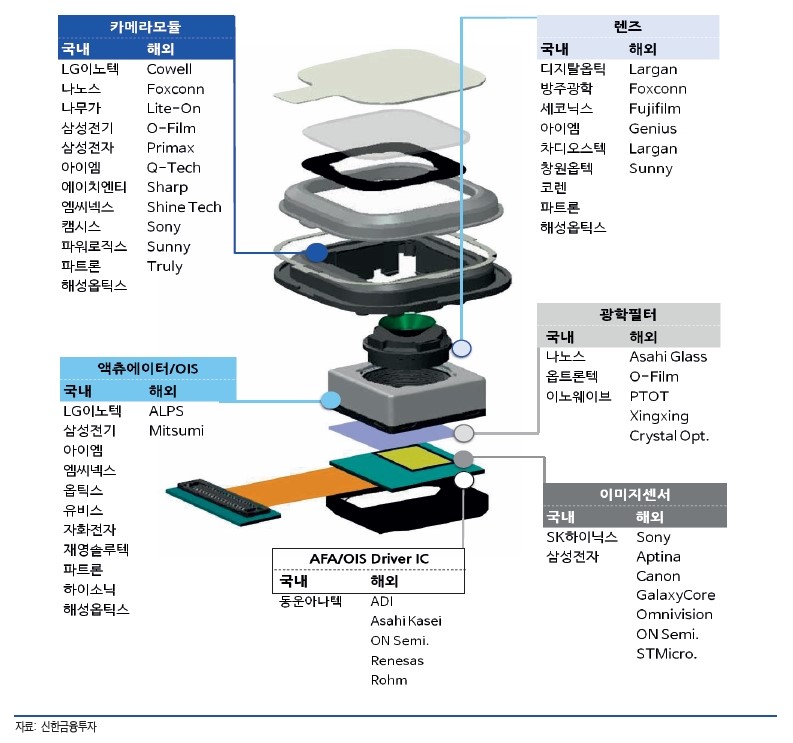 카메라모듈
국내 해외
LG이노텍 Cowell
나노스 Foxconn
나무가 Lite-On
삼성전기 O-Film
삼성전자 Primax
아이엠 Q-Tech
에이치엔티 Sharp
엠씨넥스 Shine Tech
캠시스 Sony
파워로직스 Sunny
파트론 Truly
해성옵틱스
렌즈
국내 해외
디지탈옵틱 Largan
방주광학 Foxconn
세코닉스 Fujifilm
아이엠 Genius
차디오스텍 Largan
창원옵텍 Sunny
코렌
파트론
해성옵틱스
광학필터
국내 해외
나노스 Asahi Glass
옵트론텍 O-Film
이노웨이브 PTOT
Xingxing
Crystal Opt.
액츄에이터/OIS
국내 해외
LG이노텍 ALPS
삼성전기 Mitsumi
아이엠
엠씨넥스
옵틱스
유비스
자화전자
재영솔루텍
파트론
하이소닉
해성옵틱스
이미지센서
국내 해외
SK하이닉스 Sony
삼성전자 Aptina
Canon
GalaxyCore
Omnivision
ON Semi.
STMicro.
AFA/OIS Driver IC
국내 해외
동운아나텍 ADI
Asahi Kasei
ON Semi.
Renesas
Rohm
자료: 신한금융투자